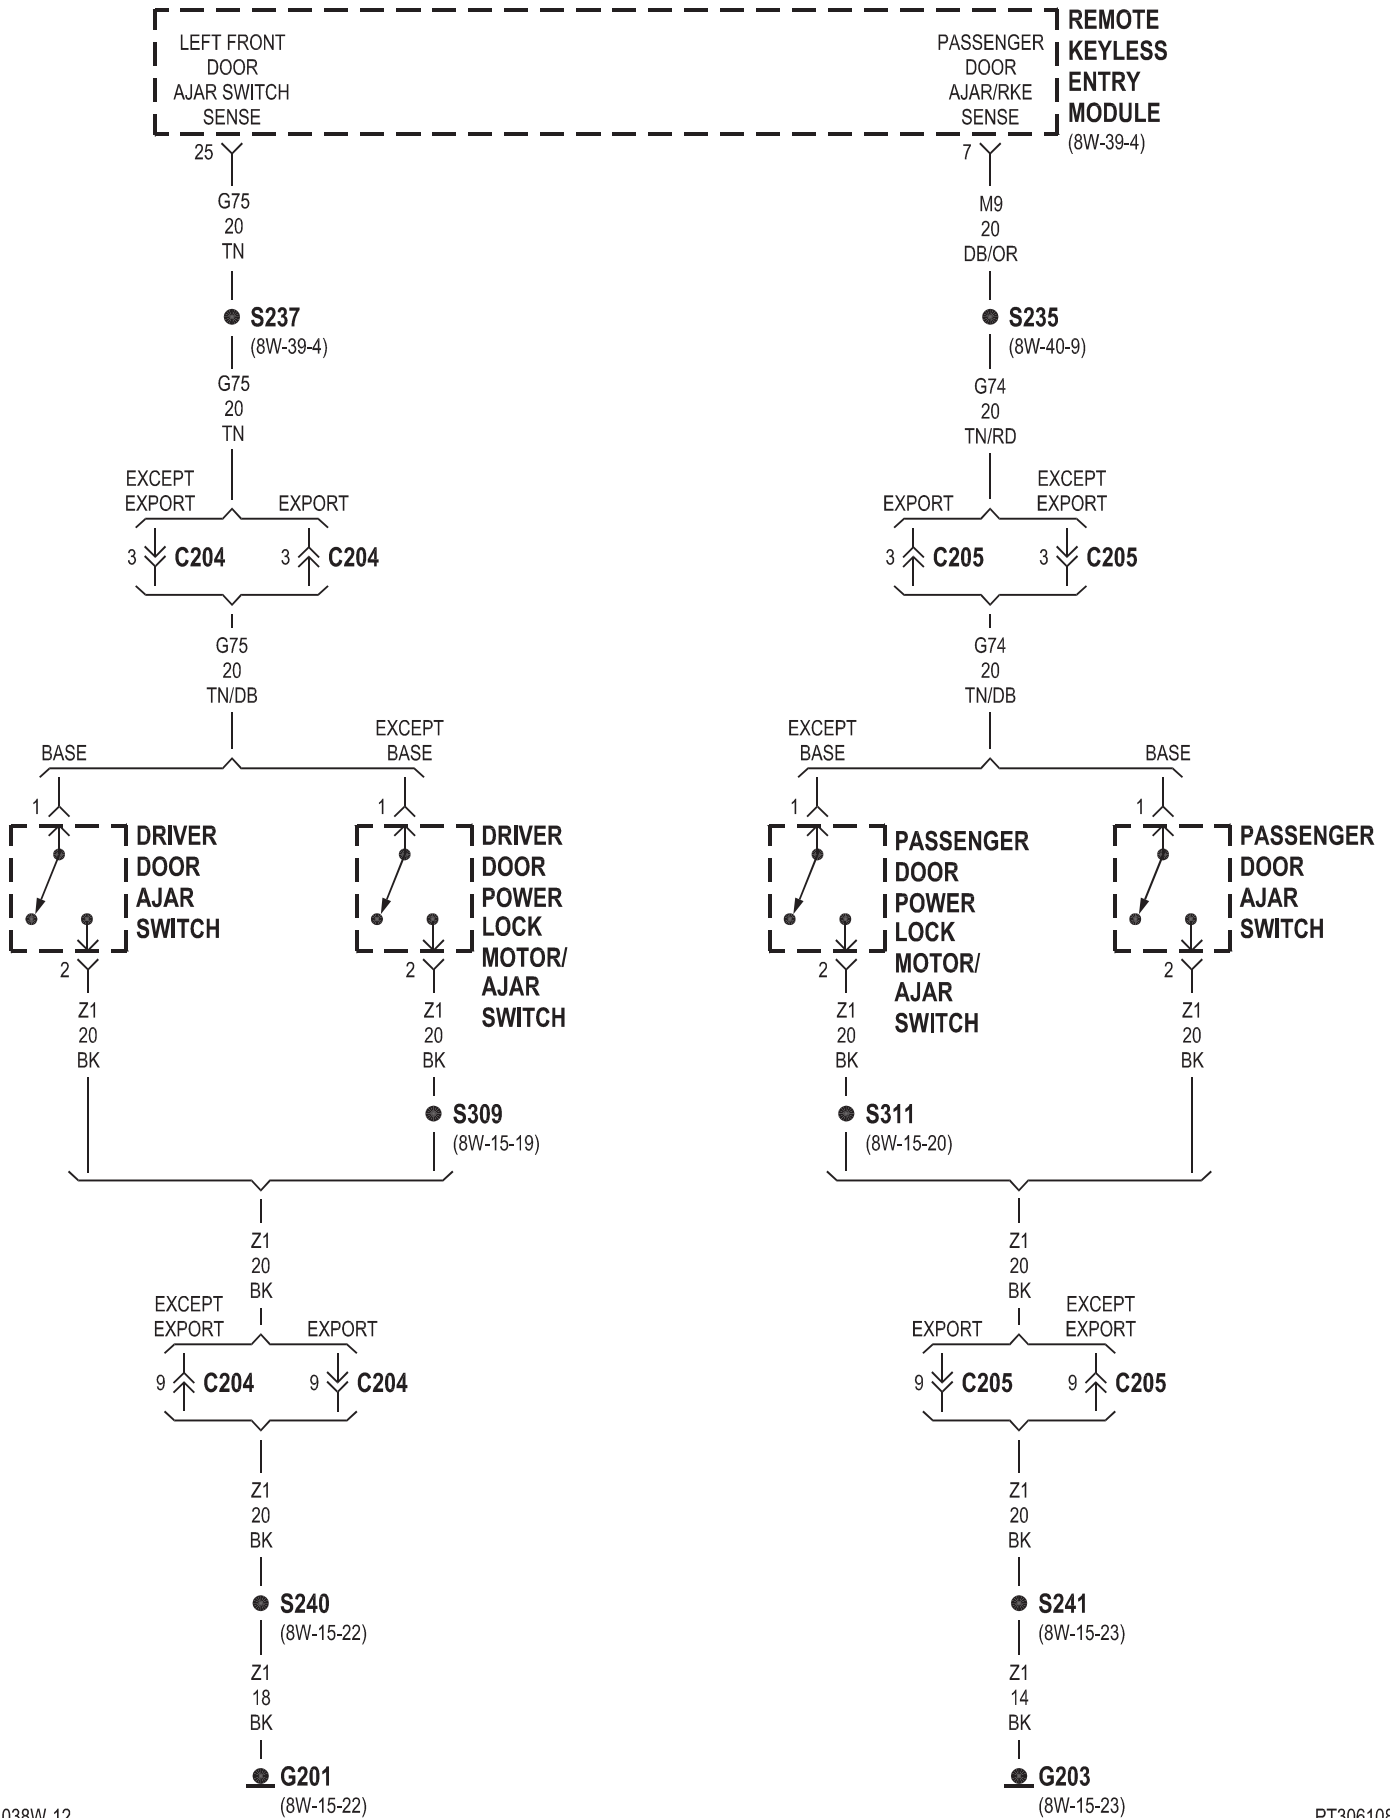 LEFT FRONT
DOOR
AJAR SWITCH
SENSE
PASSENGER
DOOR
AJAR/RKE
SENSE
REMOTE
KEYLESS
ENTRY
MODULE
(8W-39-4)
25
7
G75
20
TN
M9
20
DB/OR
S237
(8W-39-4)
S235
(8W-40-9)
G75
20
TN
G74
20
TN/RD
EXCEPT
EXPORT
EXPORT
EXPORT
EXCEPT
EXPORT
3
C204
3
C204
3
C205
3
C205
G75
20
TN/DB
G74
20
TN/DB
BASE
EXCEPT
BASE
EXCEPT
BASE
BASE
1
1
1
1
DRIVER
DOOR
AJAR
SWITCH
DRIVER
DOOR
POWER
LOCK
MOTOR/
AJAR
SWITCH
PASSENGER
DOOR
POWER
LOCK
MOTOR/
AJAR
SWITCH
PASSENGER
DOOR
AJAR
SWITCH
2
2
2
2
Z1
20
BK
Z1
20
BK
Z1
20
BK
Z1
20
BK
S309
(8W-15-19)
S311
(8W-15-20)
Z1
20
BK
Z1
20
BK
EXCEPT
EXPORT
EXPORT
EXPORT
EXCEPT
EXPORT
9
C204
9
C204
9
C205
9
C205
Z1
20
BK
Z1
20
BK
S240
(8W-15-22)
S241
(8W-15-23)
Z1
18
BK
Z1
14
BK
G201
(8W-15-22)
G203
(8W-15-23)
038W-12
PT306108